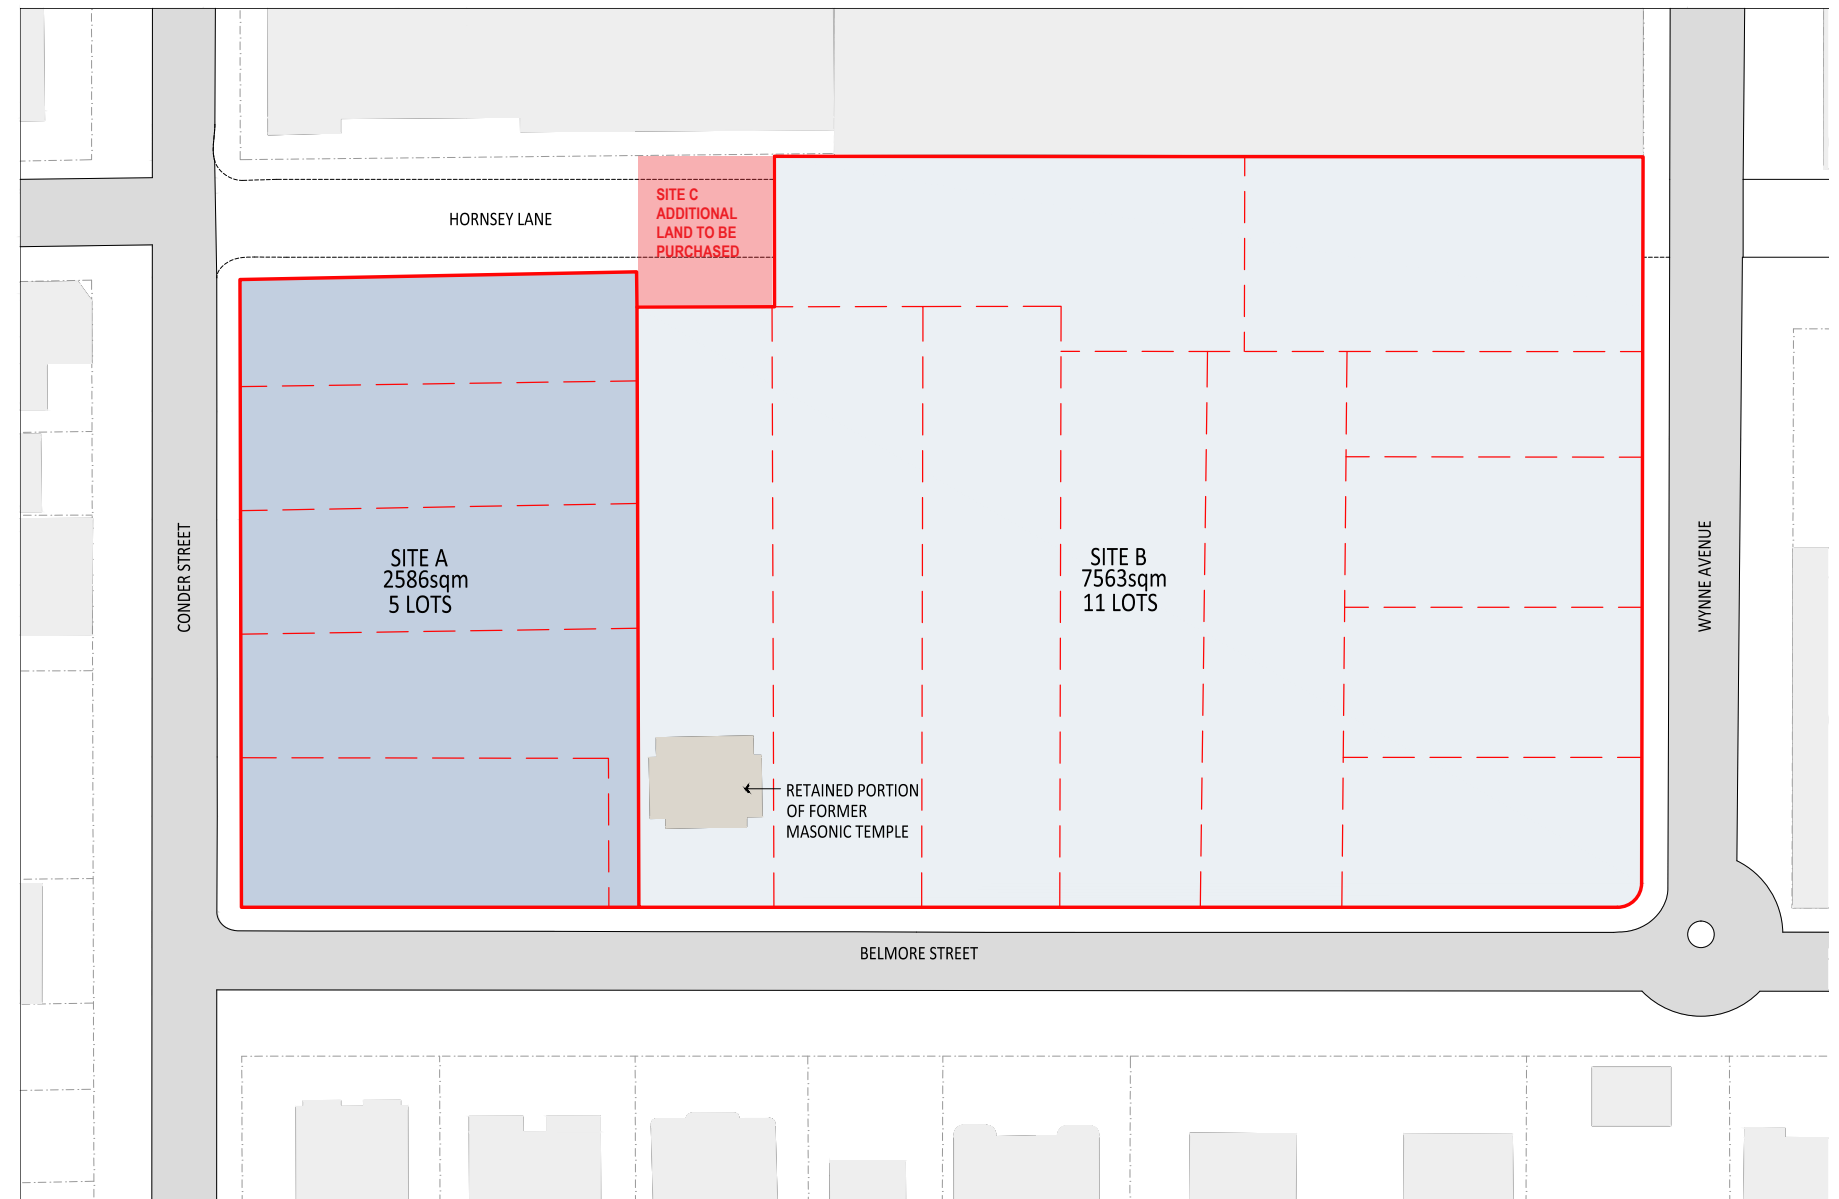 SITE C
ADDITIONAL
LAND TO BE
PURCHASED
HORNSEY LANE
CONDER STREET
SITE A
2586sqm
5 LOTS
SITE B
7563sqm
11 LOTS
WYNNE AVENUE
RETAINED PORTION
OF FORMER
MASONIC TEMPLE
BELMORE STREET